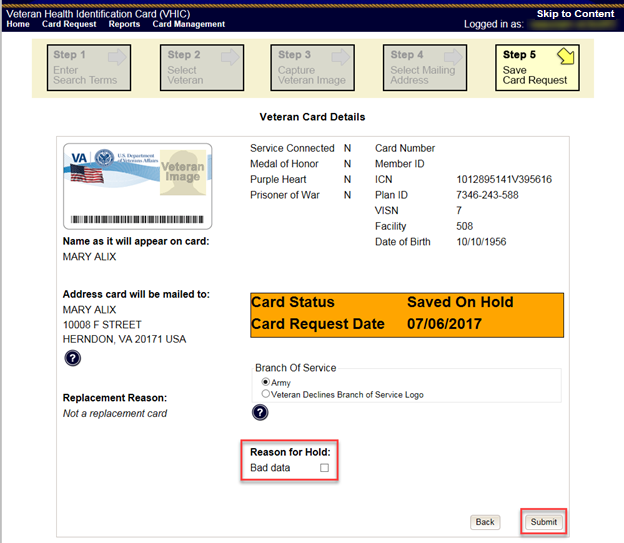 Veteran Health Identification Card (VHIC)
Skip to Content
Home Card Request Reports Card Management
Logged in as:
Step 1
Enter
Search Terms
Step 2
Select
Veteran
Step 3
Capture
Veteran Image
Step 4
Select Mailing
Address
Step 5
Save
Card Request
Veteran Card Details
VA
U.S. Department
of Veterans Affairs
Veteran
Image
Name as it will appear on card:
MARY ALIX
Address card will be mailed to:
MARY ALIX
10008 F STREET
HERNDON, VA 20171 USA
?
Replacement Reason:
Not a replacement card
Service Connected N
Medal of Honor N
Purple Heart N
Prisoner of War N
Card Number
Member ID
ICN 1012895141V395616
Plan ID 7346-243-588
VISN 7
Facility 508
Date of Birth 10/10/1956
Card Status Saved On Hold
Card Request Date 07/06/2017
Branch Of Service
Army
Veteran Declines Branch of Service Logo
?
Reason for Hold:
Bad data
Back Submit